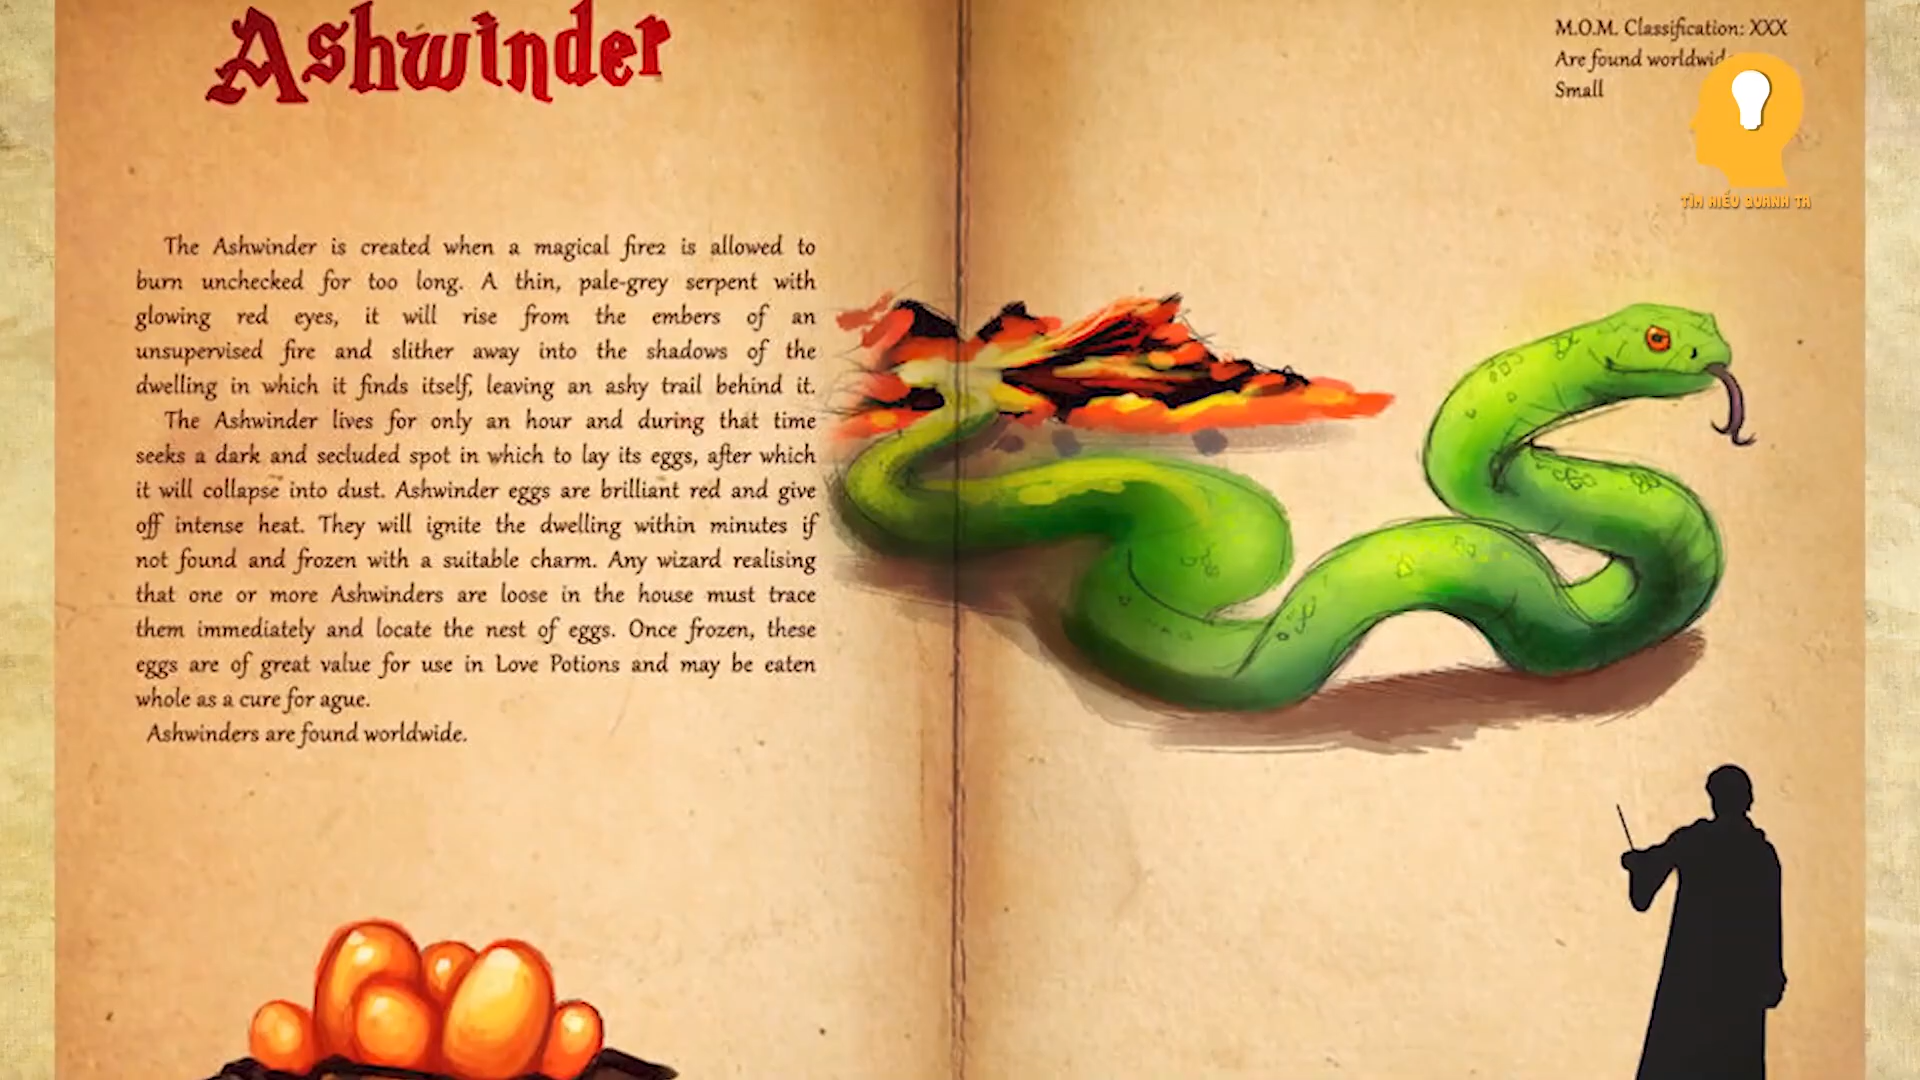 Ashwinder
M.O.M. Classification: XXX
Are found worldwid
Small
TÌM HIỂU QUANH TA
The Ashwinder is created when a magical fire2 is allowed to
burn unchecked for too long. A thin, pale-grey serpent with
glowing red eyes, it will rise from the embers of an
unsupervised fire and slither away into the shadows of the
dwelling in which it finds itself, leaving an ashy trail behind it.
The Ashwinder lives for only an hour and during that time
seeks a dark and secluded spot in which to lay its eggs, after which
it will collapse into dust. Ashwinder eggs are brilliant red and give
off intense heat. They will ignite the dwelling within minutes if
not found and frozen with a suitable charm. Any wizard realising
that one or more Ashwinders are loose in the house must trace
them immediately and locate the nest of eggs. Once frozen, these
eggs are of great value for use in Love Potions and may be eaten
whole as a cure for ague.
Ashwinders are found worldwide.